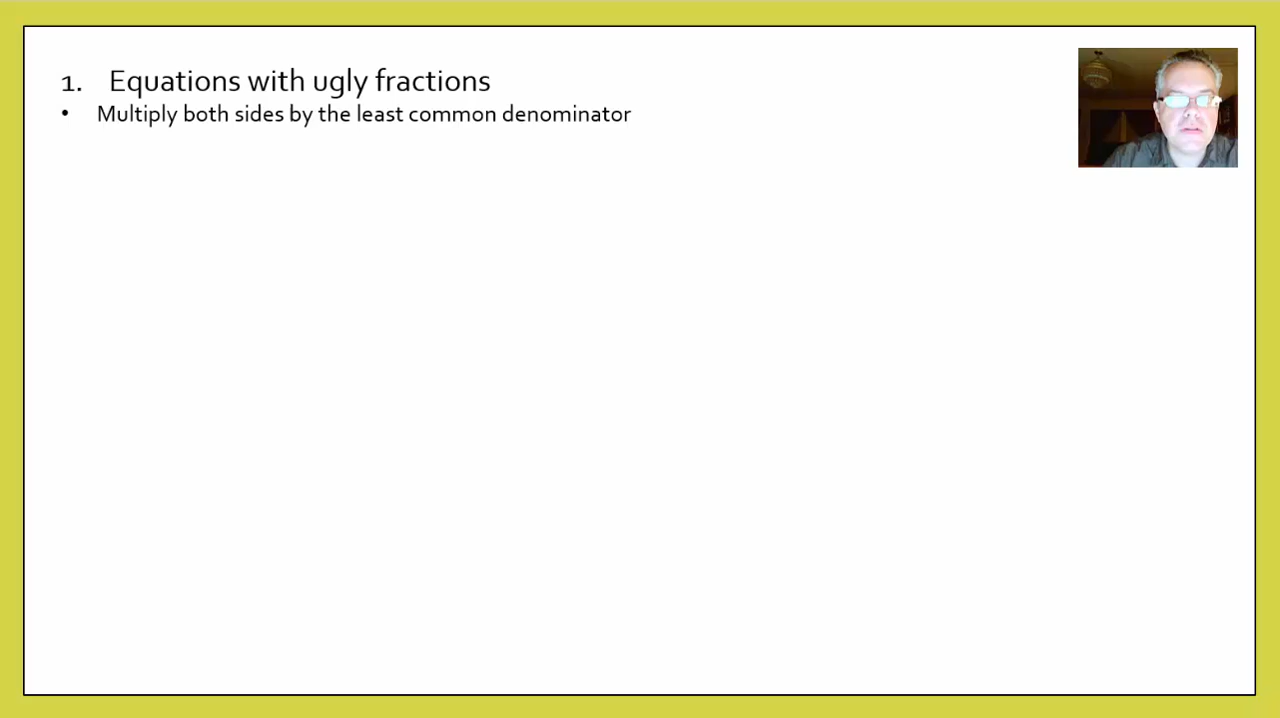 1. Equations with ugly fractions
• Multiply both sides by the least common denominator